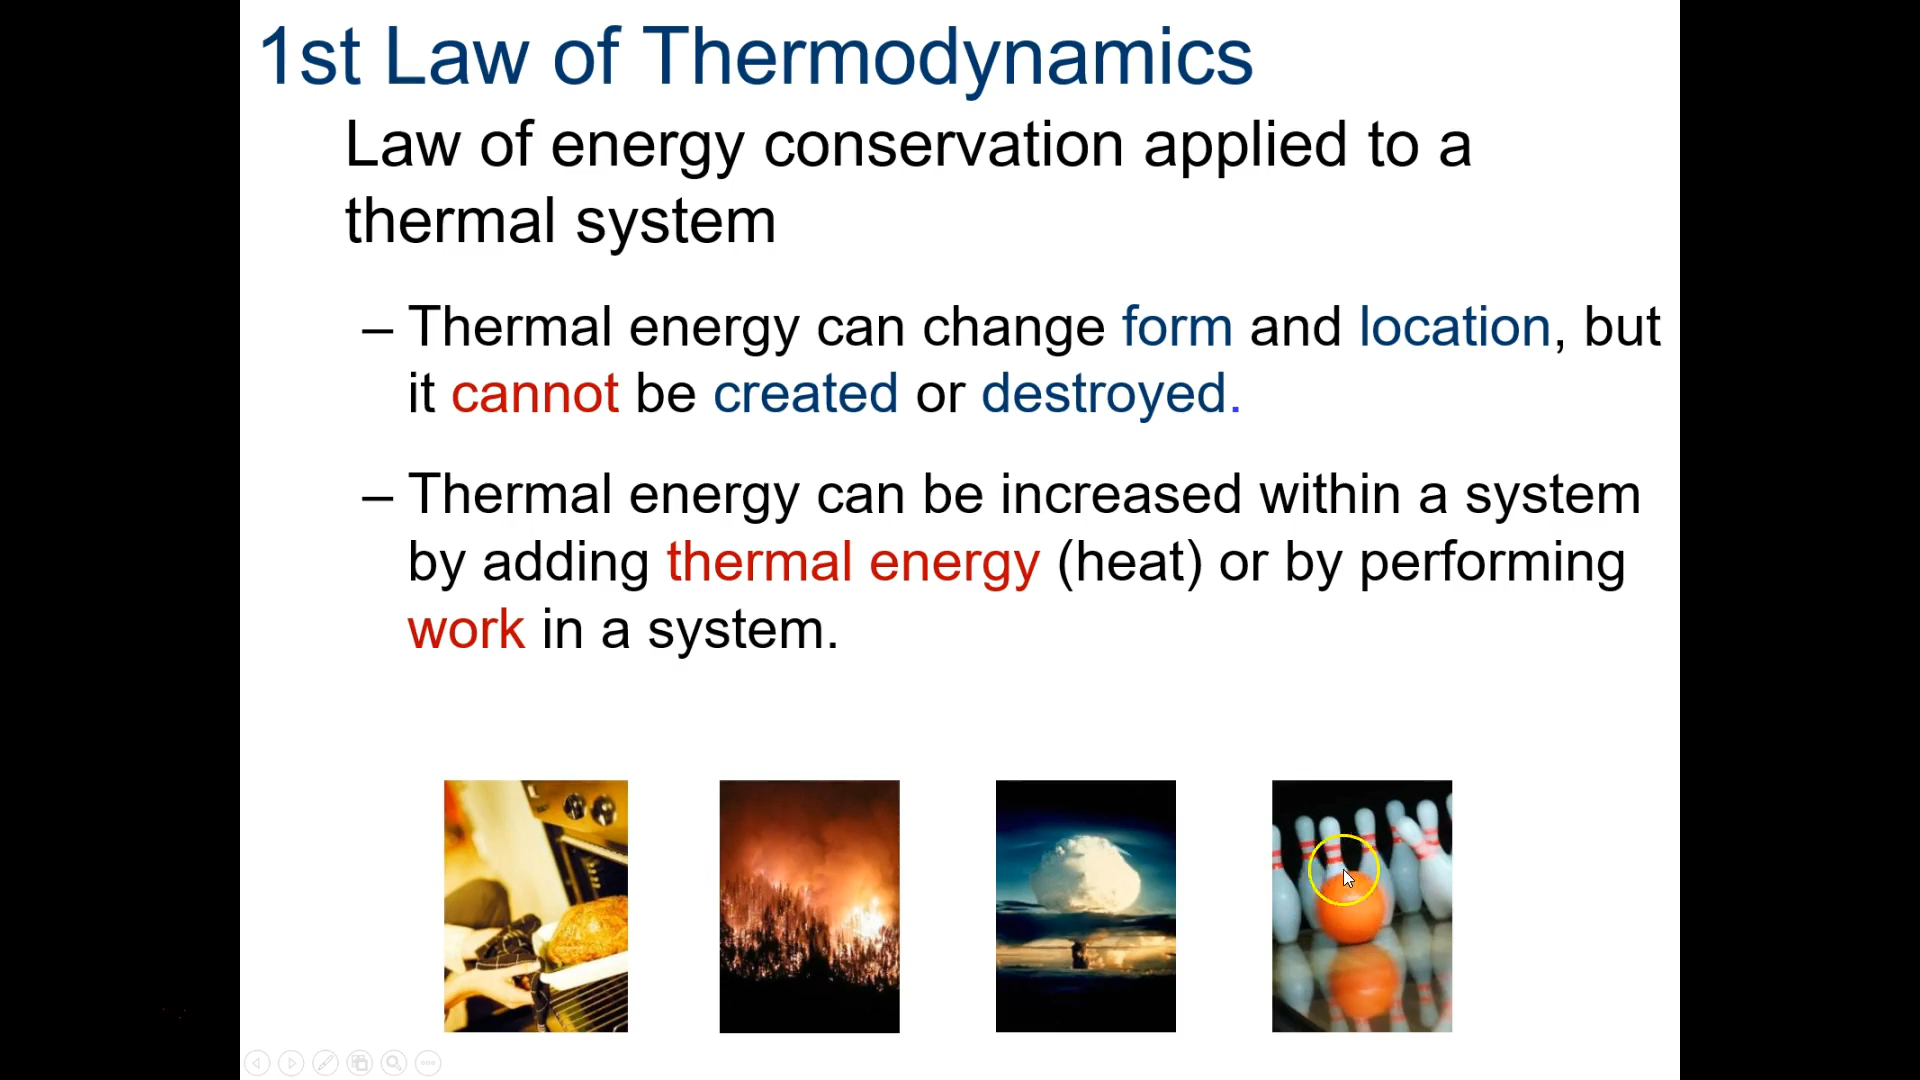 1st Law of Thermodynamics
Law of energy conservation applied to a
thermal system
– Thermal energy can change form and location, but
it cannot be created or destroyed.
– Thermal energy can be increased within a system
by adding thermal energy (heat) or by performing
work in a system.